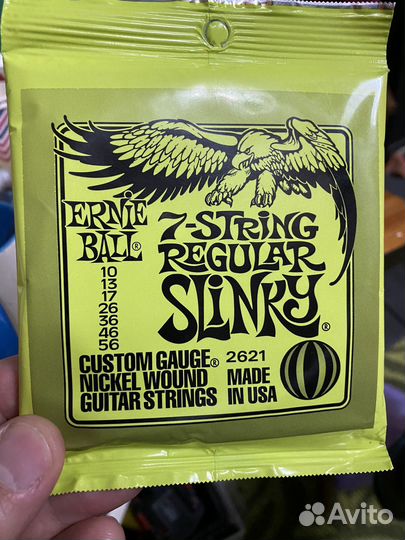 ERNIE
BALL®
7-STRING
REGULAR
SLINKY®
10
13
17
26
36
46
56
CUSTOM GAUGE® 2621
NICKEL WOUND MADE
GUITAR STRINGS IN USA
Avito